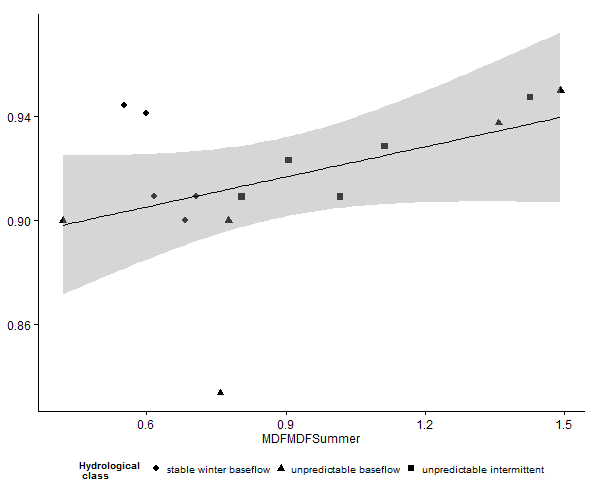 0.94
0.90
0.86
0.6 0.9 1.2 1.5
MDFMDFSummer
Hydrological
class
stable winter baseflow unpredictable baseflow unpredictable intermittent